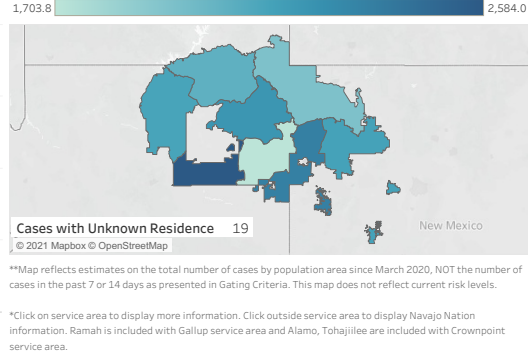 1,703.8 2,584.0
New Mexico
Cases with Unknown Residence 19
© 2021 Mapbox © OpenStreetMap
**Map reflects estimates on the total number of cases by population area since March 2020, NOT the number of
cases in the past 7 or 14 days as presented in Gating Criteria. This map does not reflect current risk levels.
*Click on service area to display more information. Click outside service area to display Navajo Nation
information. Ramah is included with Gallup service area and Alamo, Tohajiilee are included with Crownpoint
service area.